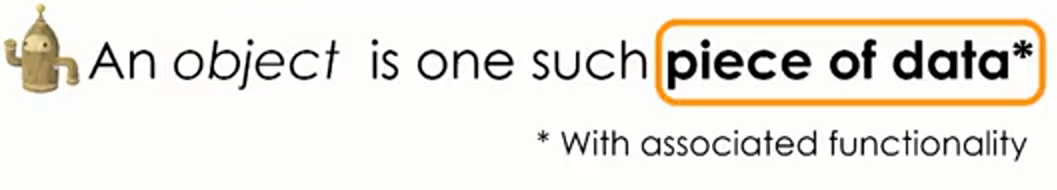 An object is one such piece of data*
* With associated functionality